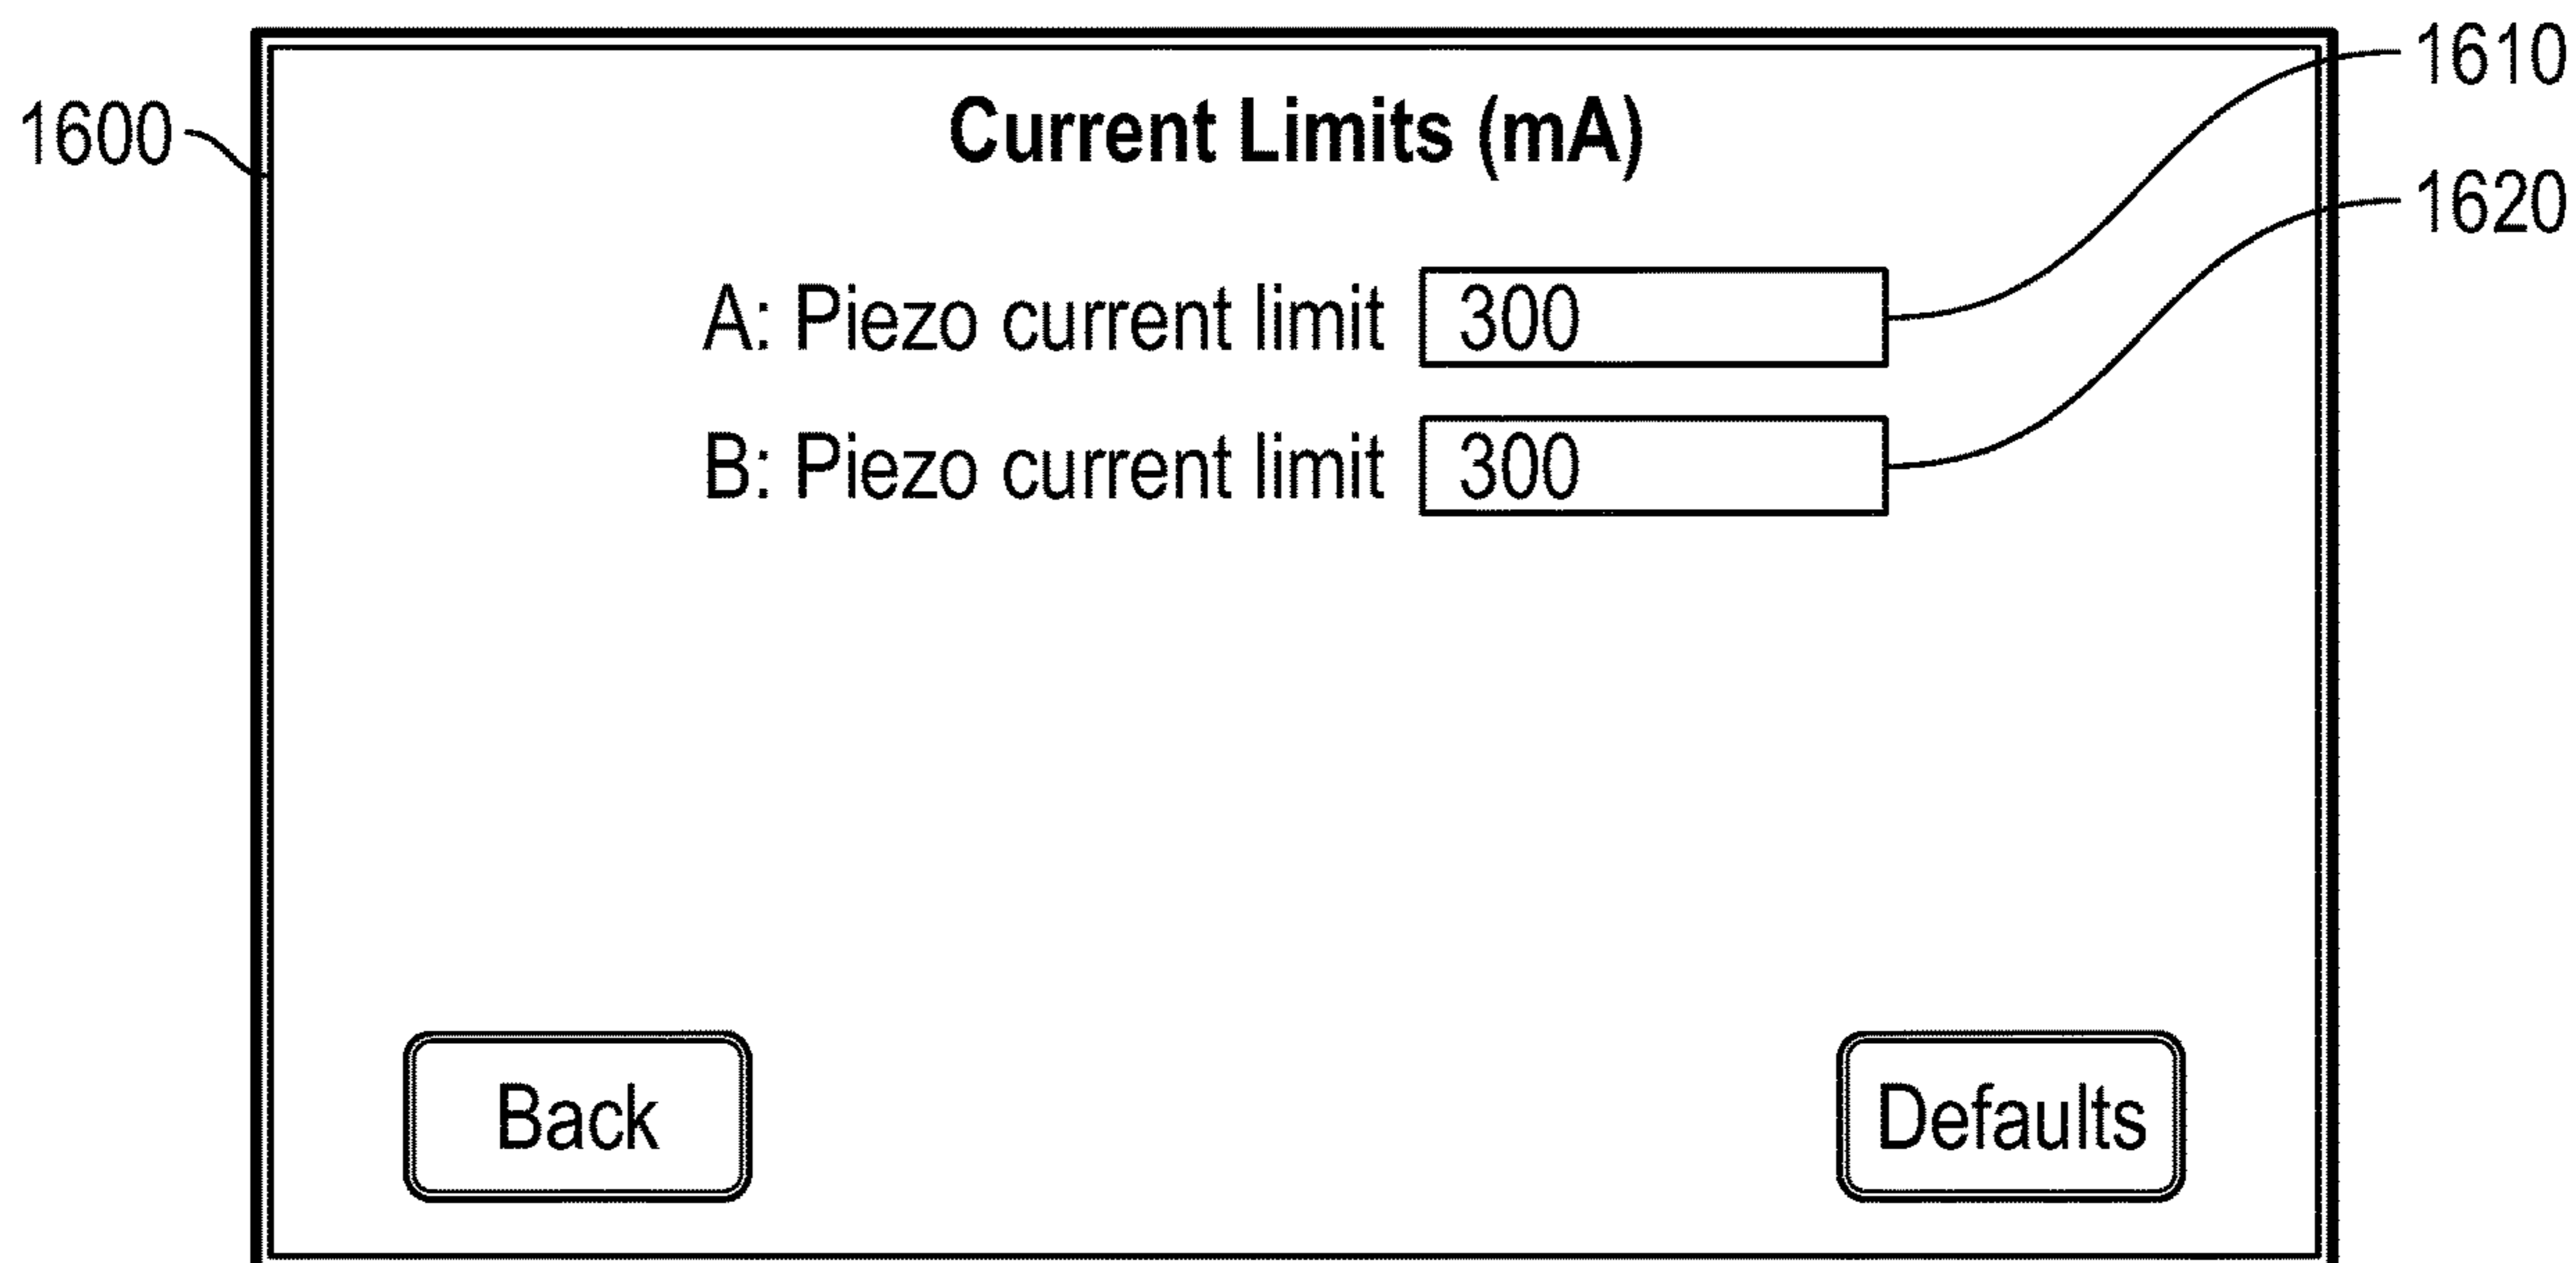 1610
1600
Current Limits (mA)
1620
A: Piezo current limit 300
B: Piezo current limit 300
Back
Defaults